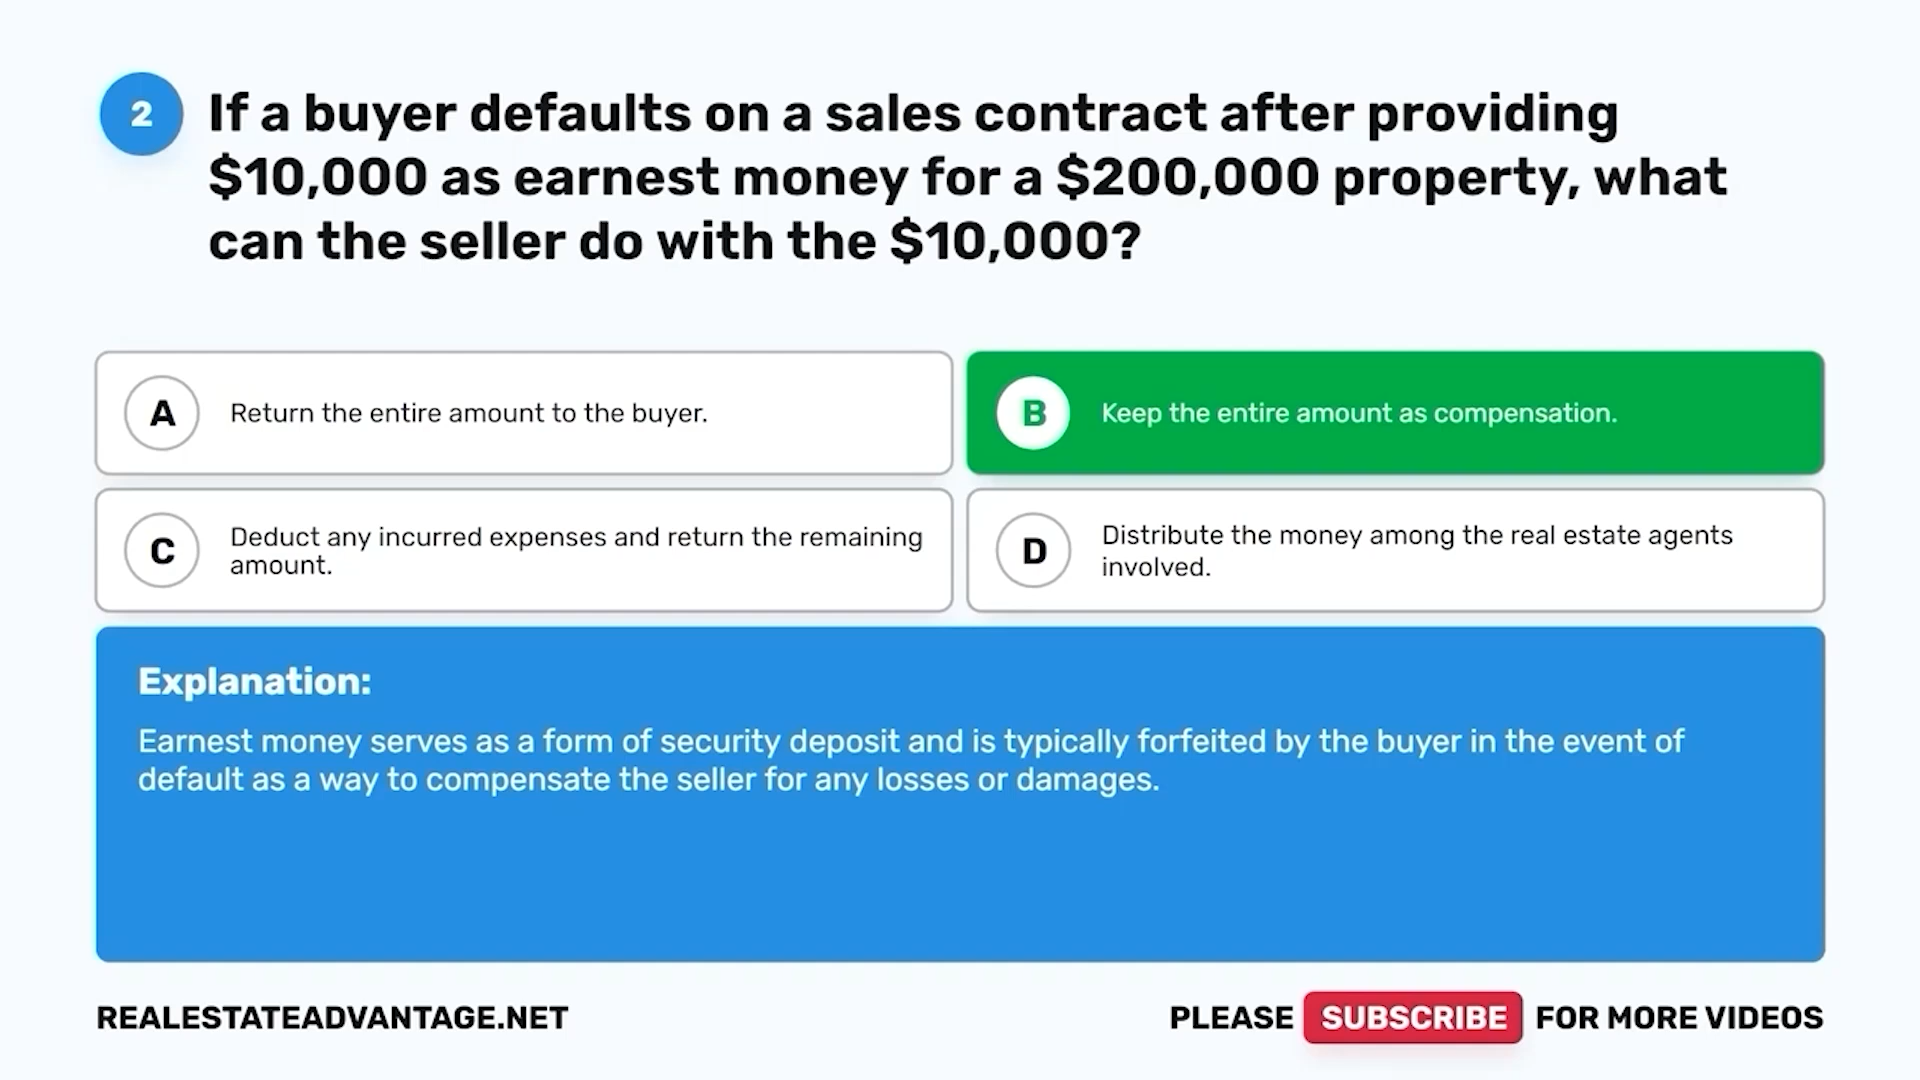 2
If a buyer defaults on a sales contract after providing
$10,000 as earnest money for a $200,000 property, what
can the seller do with the $10,000?
A
Return the entire amount to the buyer.
B
Keep the entire amount as compensation.
C
Deduct any incurred expenses and return the remaining
amount.
D
Distribute the money among the real estate agents
involved.
Explanation:
Earnest money serves as a form of security deposit and is typically forfeited by the buyer in the event of
default as a way to compensate the seller for any losses or damages.
REALESTATEADVANTAGE.NET
PLEASE SUBSCRIBE FOR MORE VIDEOS